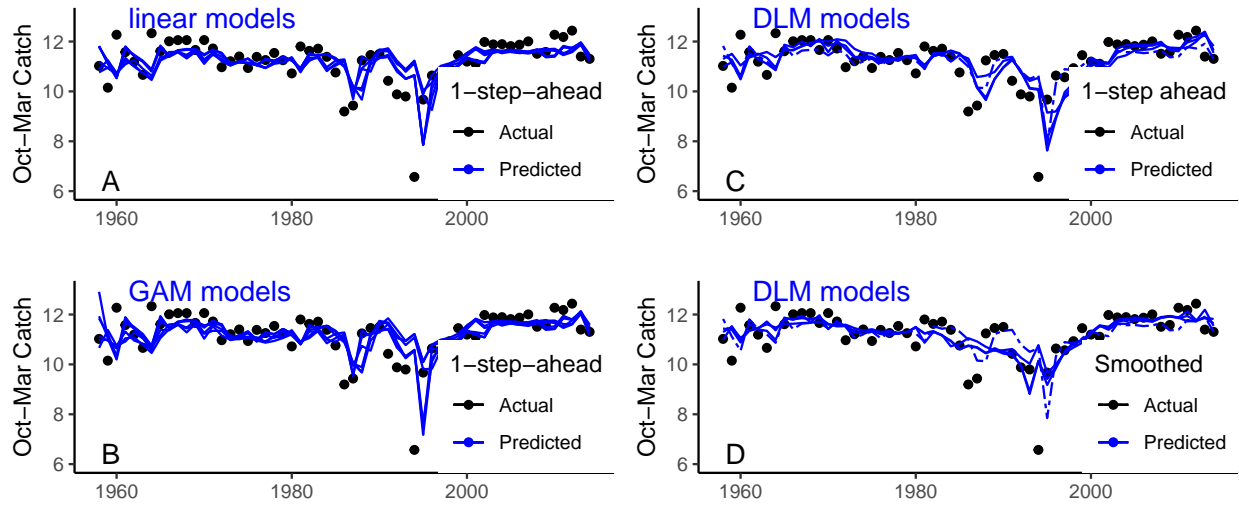 linear models
Oct−Mar Catch
12
10
8
6
1−step−ahead
Actual
Predicted
A
1960
1980
2000
DLM models
Oct−Mar Catch
12
10
8
6
1−step ahead
Actual
Predicted
C
1960
1980
2000
GAM models
Oct−Mar Catch
12
10
8
6
1−step−ahead
Actual
Predicted
B
1960
1980
2000
DLM models
Oct−Mar Catch
12
10
8
6
Smoothed
Actual
Predicted
D
1960
1980
2000